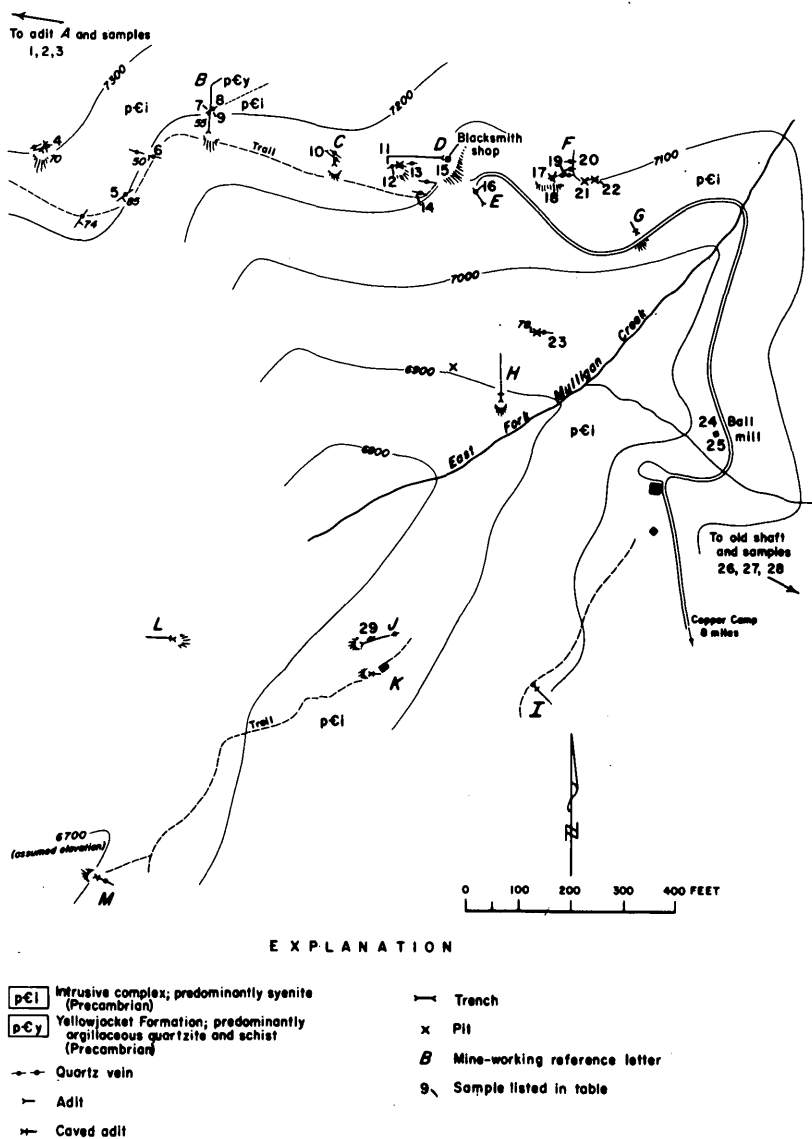 To adit A and samples
1, 2, 3
7300
B
pЄy
pЄi
8
7
9
55
pЄi
7200
4
70
50
6
Trail
5
85
74
10
C
11
D
Blacksmith
shop
12
13
15
14
16
E
F
19
20
17
18
21
22
7100
pЄi
G
7000
78
23
6900
H
East Fork Mulligan Creek
pЄi
24
25
Ball
mill
6800
To old shaft
and samples
26, 27, 28
Copper Camp
8 miles
L
29
J
K
I
Trail
pЄi
6700
(assumed elevation)
M
N
0 100 200 300 400 FEET
EXPLANATION
pЄi Intrusive complex; predominantly syenite
(Precambrian)
pЄy Yellowjacket Formation; predominantly
argillaceous quartzite and schist
(Precambrian)
Quartz vein
Adit
Caved adit
Trench
Pit
B Mine-working reference letter
9 Sample listed in table